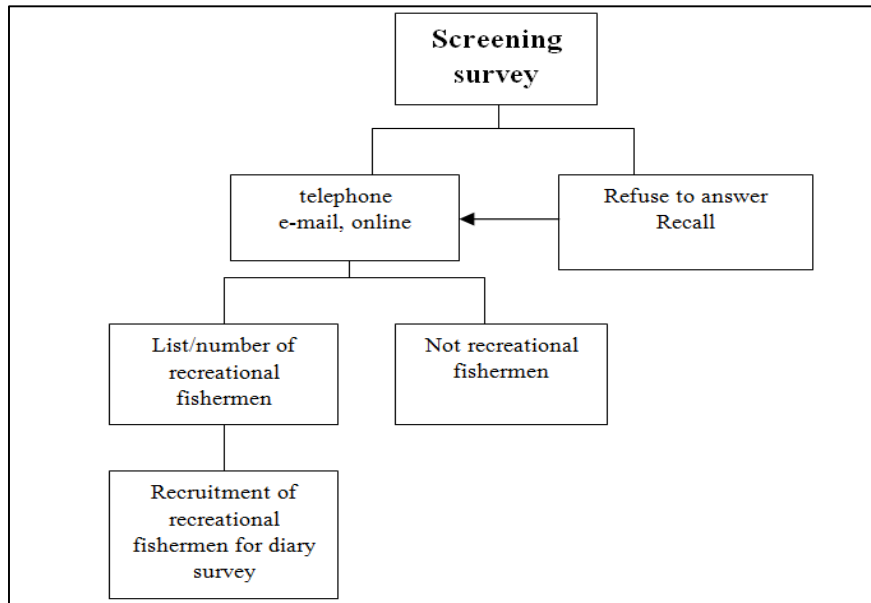 Screening
survey
telephone
e-mail, online
Refuse to answer
Recall
List/number of
recreational
fishermen
Not recreational
fishermen
Recruitment of
recreational
fishermen for diary
survey